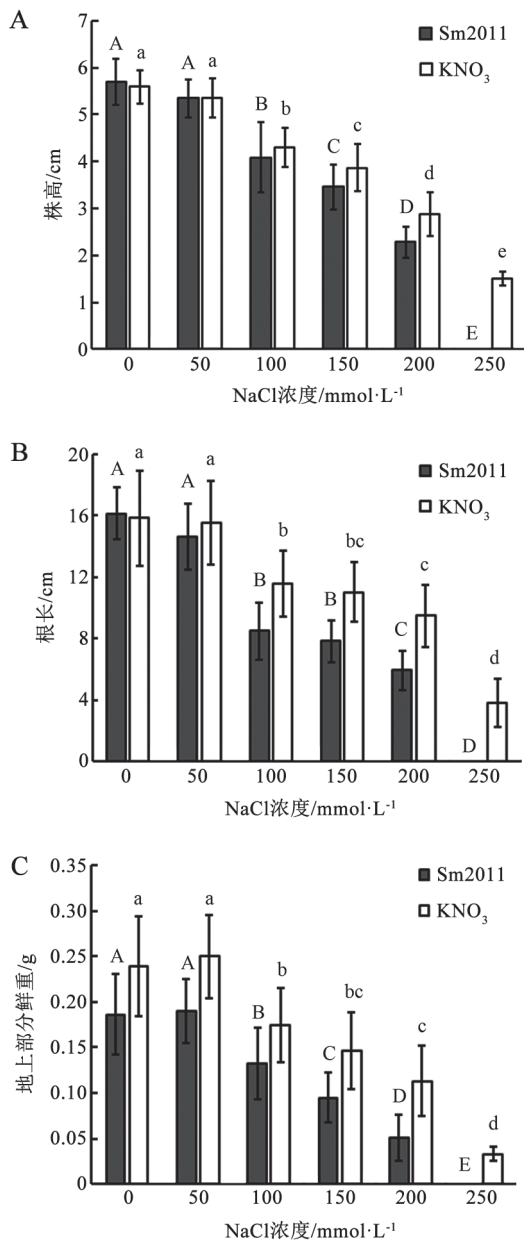 A
7
6
5
4
3
2
1
0
株高/cm
A a A a B b C c D d E e
Sm2011
KNO₃
0 50 100 150 200 250
NaCl浓度/mmol·L⁻¹
B
20
16
12
8
4
0
根长/cm
A a A a B b B bc C c D d
Sm2011
KNO₃
0 50 100 150 200 250
NaCl浓度/mmol·L⁻¹
C
0.35
0.30
0.25
0.20
0.15
0.10
0.05
0
地上部分鲜重/g
A a A a B b C bc D c E d
Sm2011
KNO₃
0 50 100 150 200 250
NaCl浓度/mmol·L⁻¹